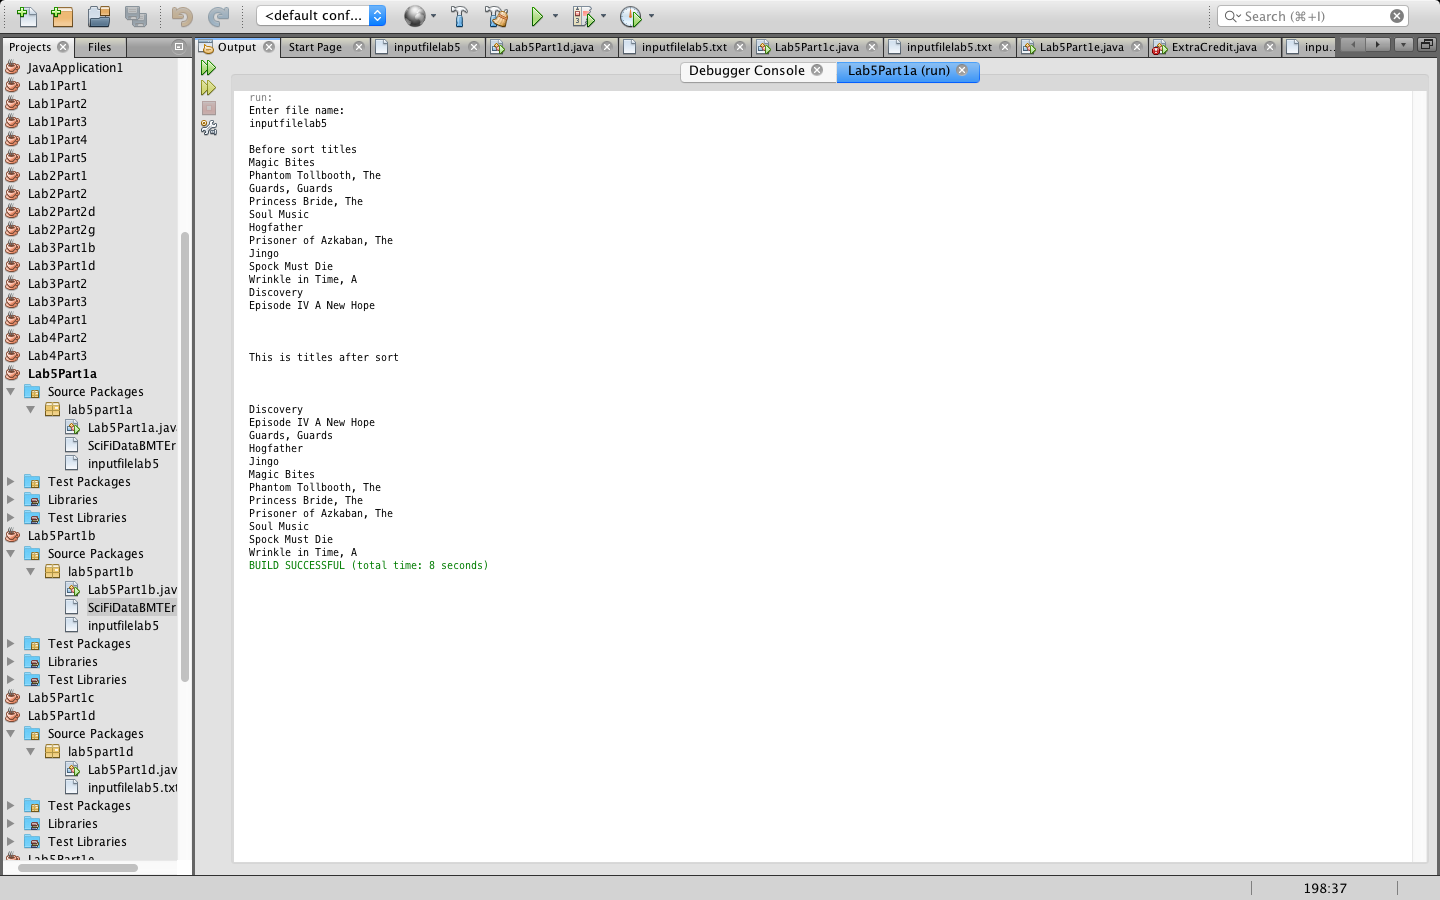 <default conf...
Search (⌘+I)
Projects
Files
Output
Start Page
inputfilelab5
Lab5Part1d.java
inputfilelab5.txt
Lab5Part1c.java
inputfilelab5.txt
Lab5Part1e.java
ExtraCredit.java
inpu...
Debugger Console
Lab5Part1a (run)
JavaApplication1
Lab1Part1
Lab1Part2
Lab1Part3
Lab1Part4
Lab1Part5
Lab2Part1
Lab2Part2
Lab2Part2d
Lab2Part2g
Lab3Part1b
Lab3Part1d
Lab3Part2
Lab3Part3
Lab4Part1
Lab4Part2
Lab4Part3
Lab5Part1a
Source Packages
lab5part1a
Lab5Part1a.jav
SciFiDataBMTEr
inputfilelab5
Test Packages
Libraries
Test Libraries
Lab5Part1b
Source Packages
lab5part1b
Lab5Part1b.jav
SciFiDataBMTEr
inputfilelab5
Test Packages
Libraries
Test Libraries
Lab5Part1c
Lab5Part1d
Source Packages
lab5part1d
Lab5Part1d.jav
inputfilelab5.txt
Test Packages
Libraries
Test Libraries
Lab5Part1e
run:
Enter file name:
inputfilelab5
Before sort titles
Magic Bites
Phantom Tollbooth, The
Guards, Guards
Princess Bride, The
Soul Music
Hogfather
Prisoner of Azkaban, The
Jingo
Spock Must Die
Wrinkle in Time, A
Discovery
Episode IV A New Hope
This is titles after sort
Discovery
Episode IV A New Hope
Guards, Guards
Hogfather
Jingo
Magic Bites
Phantom Tollbooth, The
Princess Bride, The
Prisoner of Azkaban, The
Soul Music
Spock Must Die
Wrinkle in Time, A
BUILD SUCCESSFUL (total time: 8 seconds)
198:37